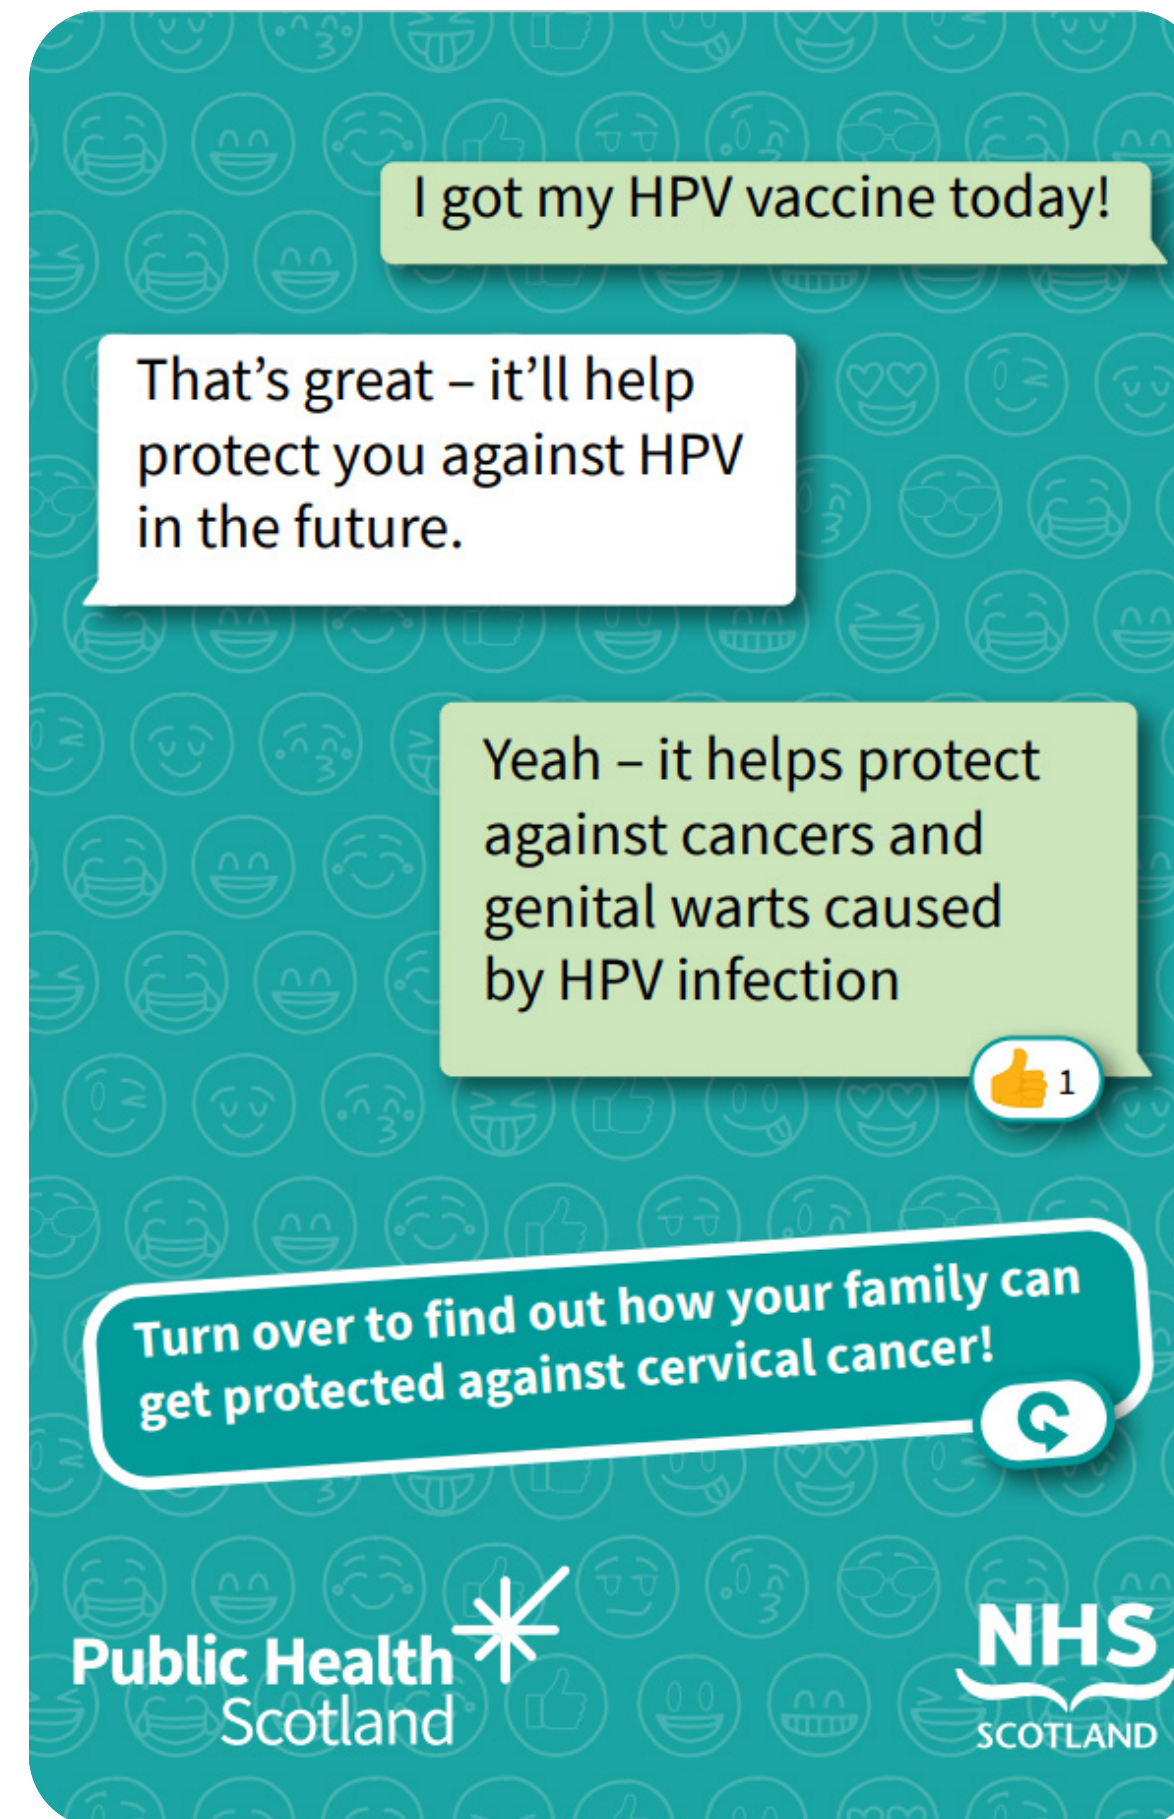 I got my HPV vaccine today!
That’s great – it’ll help
protect you against HPV
in the future.
Yeah – it helps protect
against cancers and
genital warts caused
by HPV infection
1
Turn over to find out how your family can
get protected against cervical cancer!
Public Health
Scotland
NHS
SCOTLAND